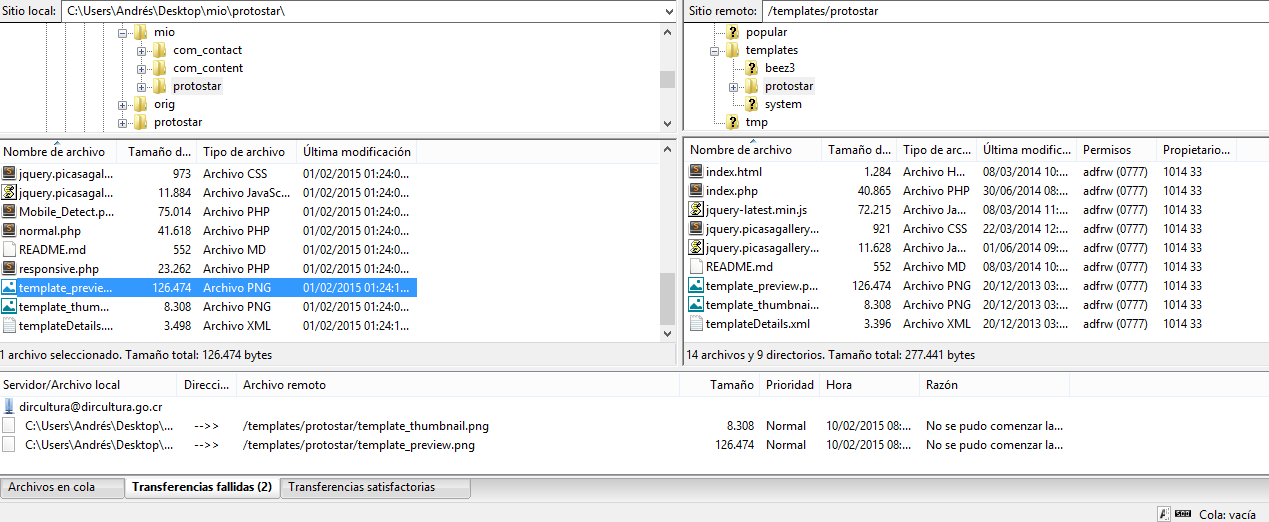 Sitio local: C:\Users\Andrés\Desktop\mio\protostar\
mio
com_contact
com_content
protostar
orig
protostar
Nombre de archivo Tamaño d... Tipo de archivo Última modificación
jquery.picasagal... 973 Archivo CSS 01/02/2015 01:24:0...
jquery.picasagal... 11.884 Archivo JavaSc... 01/02/2015 01:24:0...
Mobile_Detect.p... 75.014 Archivo PHP 01/02/2015 01:24:0...
normal.php 41.618 Archivo PHP 01/02/2015 01:24:0...
README.md 552 Archivo MD 01/02/2015 01:24:0...
responsive.php 23.262 Archivo PHP 01/02/2015 01:24:0...
template_previe... 126.474 Archivo PNG 01/02/2015 01:24:1...
template_thum... 8.308 Archivo PNG 01/02/2015 01:24:1...
templateDetails.... 3.498 Archivo XML 01/02/2015 01:24:1...
1 archivo seleccionado. Tamaño total: 126.474 bytes
Sitio remoto: /templates/protostar
popular
templates
beez3
protostar
system
tmp
Nombre de archivo Tamaño d... Tipo de arc... Última modific... Permisos Propietario...
index.html 1.284 Archivo H... 08/03/2014 10:... adfrw (0777) 1014 33
index.php 40.865 Archivo PHP 30/06/2014 08:... adfrw (0777) 1014 33
jquery-latest.min.js 72.215 Archivo Ja... 08/03/2014 11:... adfrw (0777) 1014 33
jquery.picasagallery... 921 Archivo CSS 22/03/2014 12:... adfrw (0777) 1014 33
jquery.picasagallery... 11.628 Archivo Ja... 01/06/2014 09:... adfrw (0777) 1014 33
README.md 552 Archivo MD 08/03/2014 10:... adfrw (0777) 1014 33
template_preview.p... 126.474 Archivo PNG 20/12/2013 03:... adfrw (0777) 1014 33
template_thumbnai... 8.308 Archivo PNG 20/12/2013 03:... adfrw (0777) 1014 33
templateDetails.xml 3.396 Archivo XML 20/12/2013 03:... adfrw (0777) 1014 33
14 archivos y 9 directorios. Tamaño total: 277.441 bytes
Servidor/Archivo local Direcci... Archivo remoto Tamaño Prioridad Hora Razón
dircultura@dircultura.go.cr
C:\Users\Andrés\Desktop\... -->> /templates/protostar/template_thumbnail.png 8.308 Normal 10/02/2015 08:... No se pudo comenzar la...
C:\Users\Andrés\Desktop\... -->> /templates/protostar/template_preview.png 126.474 Normal 10/02/2015 08:... No se pudo comenzar la...
Archivos en cola Transferencias fallidas (2) Transferencias satisfactorias
Cola: vacía